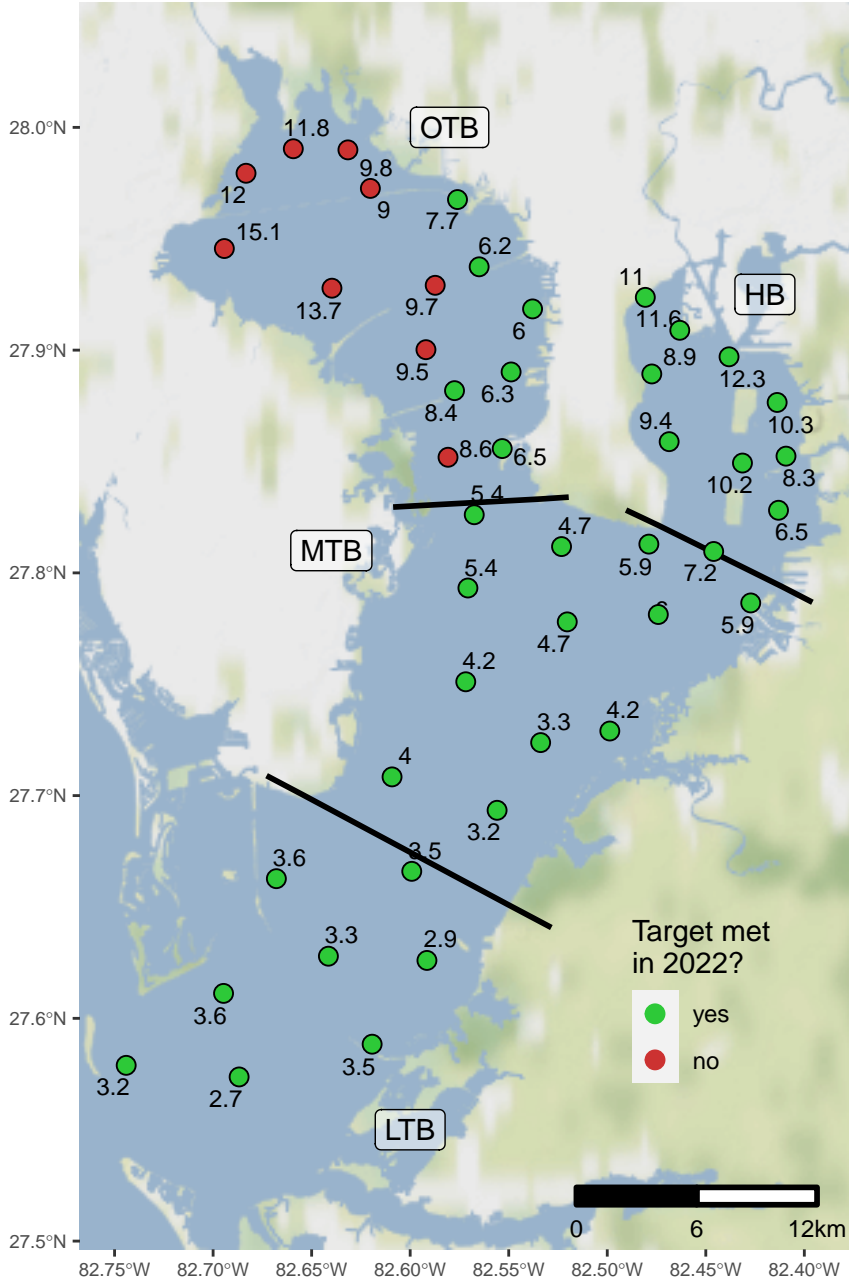 28.0°N
27.9°N
27.8°N
27.7°N
27.6°N
27.5°N
OTB
11.8
9.8
12
9
7.7
15.1
6.2
13.7
9.7
6
9.5
6.3
8.4
8.6
6.5
HB
11
11.6
8.9
12.3
10.3
9.4
10.2
8.3
6.5
MTB
5.4
4.7
5.9
7.2
5.4
6
5.9
4.7
4.2
3.3
4.2
4
3.2
3.5
3.6
3.3
2.9
3.6
3.5
3.2
2.7
LTB
Target met
in 2022?
yes
no
0 6 12km
82.75°W 82.70°W 82.65°W 82.60°W 82.55°W 82.50°W 82.45°W 82.40°W